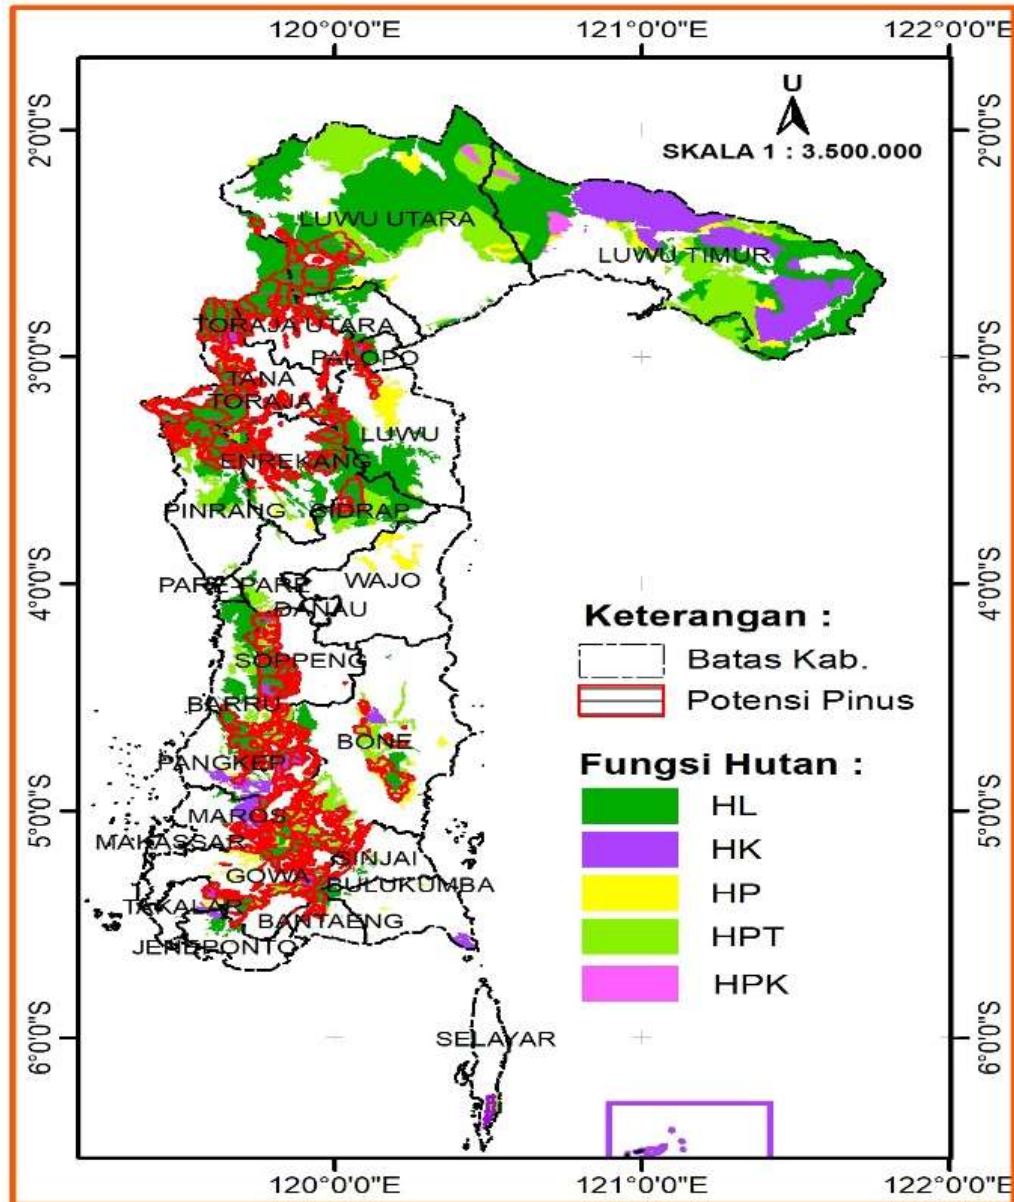 120°0'0"E 121°0'0"E 122°0'0"E
U
SKALA 1 : 3.500.000
2°0'0"S 2°0'0"S
LUWU UTARA
LUWU TIMUR
TORAJA UTARA
3°0'0"S PALOPO 3°0'0"S
TANA
TORAJA
LUWU
ENREKANG
PINRANG SIDRAP
4°0'0"S PARE-PARE WAJO 4°0'0"S
DANAU
Keterangan :
SOPPENG Batas Kab.
BARRU Potensi Pinus
BONE
PANGKEP Fungsi Hutan :
5°0'0"S MAROS HL 5°0'0"S
MAKASSAR HK
SINJAI
GOWA
BULUKUMBA HP
TAKALAR
BANTAENG HPT
JENEPONTO
HPK
6°0'0"S SELAYAR 6°0'0"S
120°0'0"E 121°0'0"E 122°0'0"E